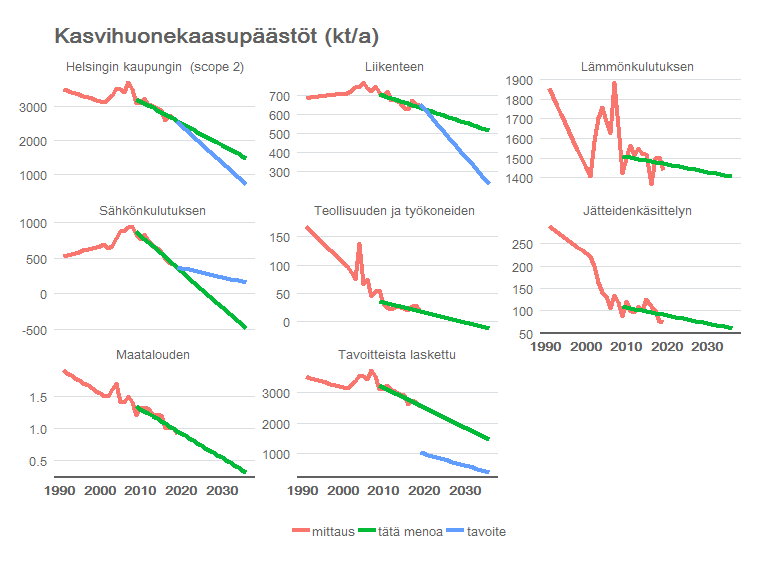 Kasvihuonekaasupäästöt (kt/a)
Helsingin kaupungin (scope 2)
Liikenteen
Lämmönkulutuksen
3000
2000
1000
700
600
500
400
300
1900
1800
1700
1600
1500
1400
Sähkönkulutuksen
Teollisuuden ja työkoneiden
Jätteidenkäsittelyn
1000
500
0
-500
150
100
50
0
250
200
150
100
50
1990 2000 2010 2020 2030
Maatalouden
Tavoitteista laskettu
1.5
1.0
0.5
3000
2000
1000
1990 2000 2010 2020 2030
1990 2000 2010 2020 2030
mittaus tätä menoa tavoite